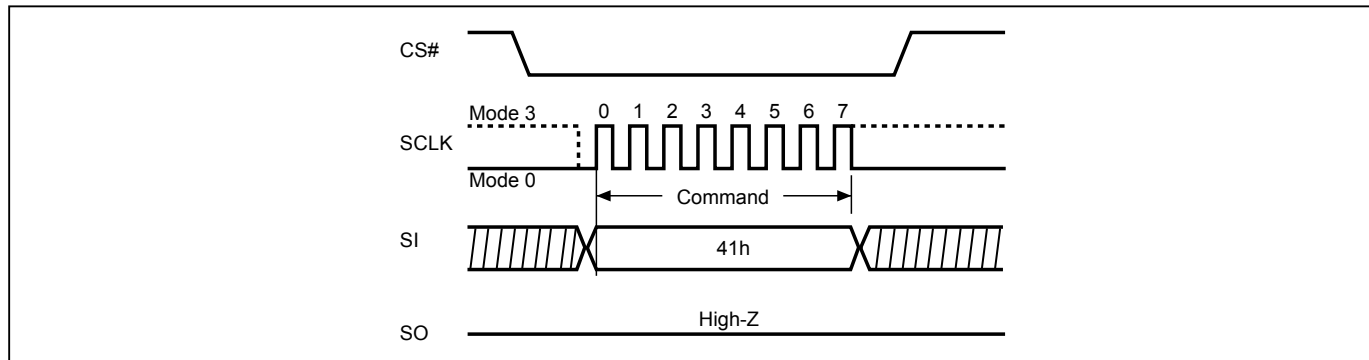 CS#
Mode 3
0 1 2 3 4 5 6 7
SCLK
Mode 0
Command
SI
41h
High-Z
SO